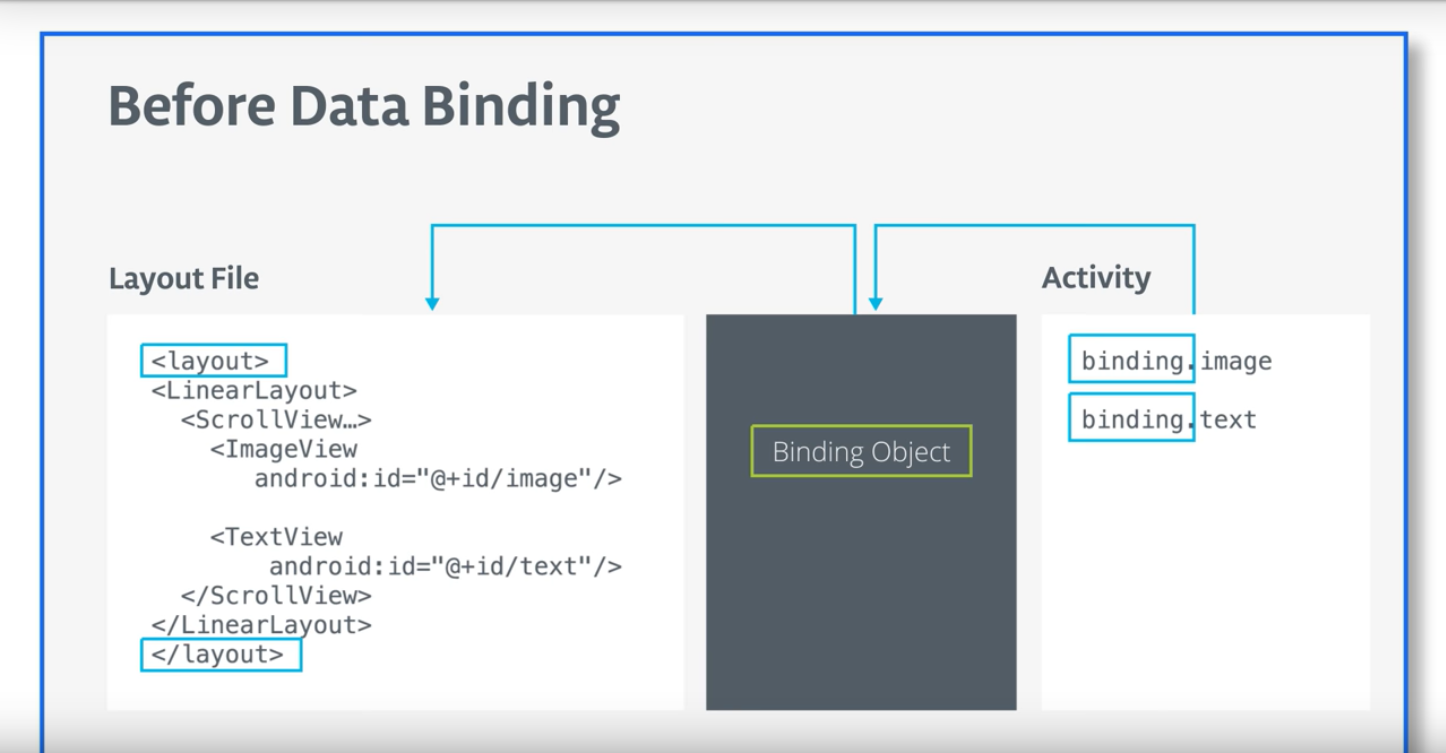 Before Data Binding
Layout File
<layout>
<LinearLayout>
<ScrollView…>
<ImageView
android:id="@+id/image"/>
<TextView
android:id="@+id/text"/>
</ScrollView>
</LinearLayout>
</layout>
Binding Object
Activity
binding.image
binding.text